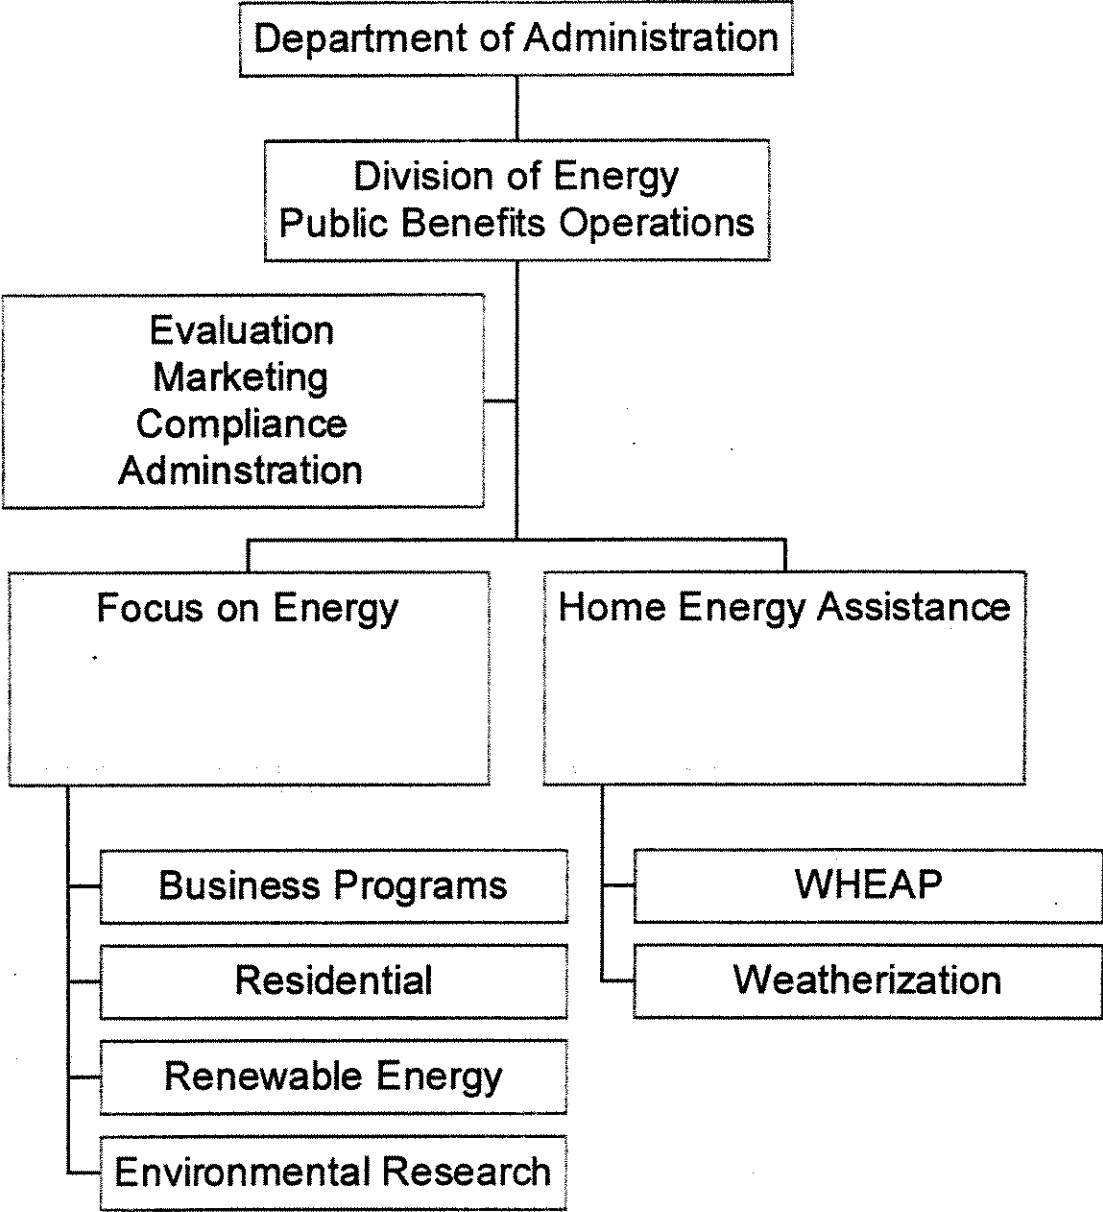 Department of Administration
Division of Energy
Public Benefits Operations
Evaluation
Marketing
Compliance
Adminstration
Focus on Energy
Home Energy Assistance
Business Programs
Residential
Renewable Energy
Environmental Research
WHEAP
Weatherization